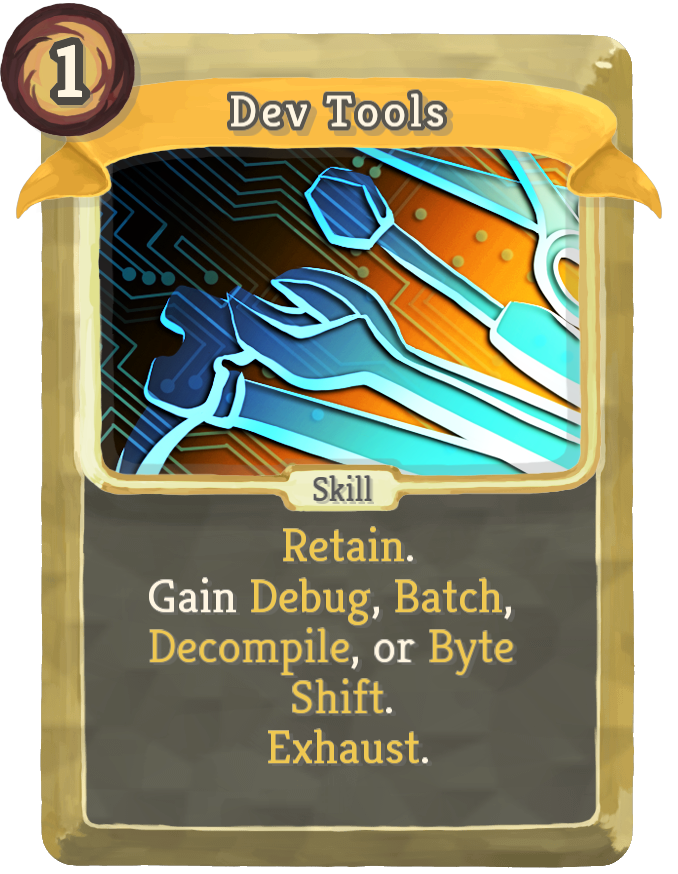 1
Dev Tools
Skill
Retain.
Gain Debug, Batch,
Decompile, or Byte
Shift.
Exhaust.